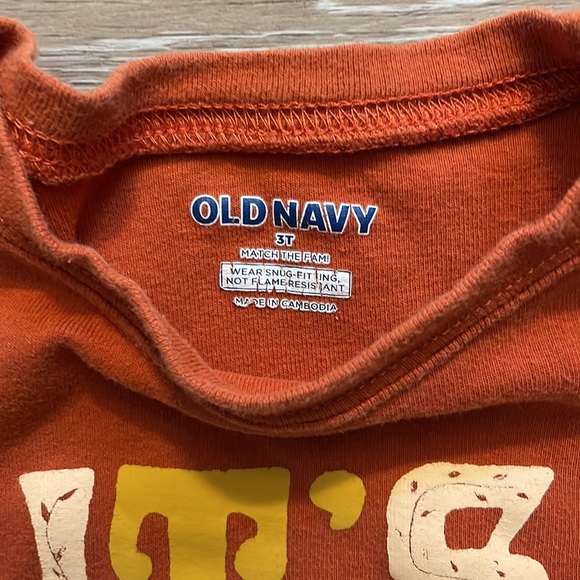 OLD NAVY
3T
MATCH THE FAM!
WEAR SNUG-FITTING,
NOT FLAME RESISTANT
MADE IN CAMBODIA
IT'S